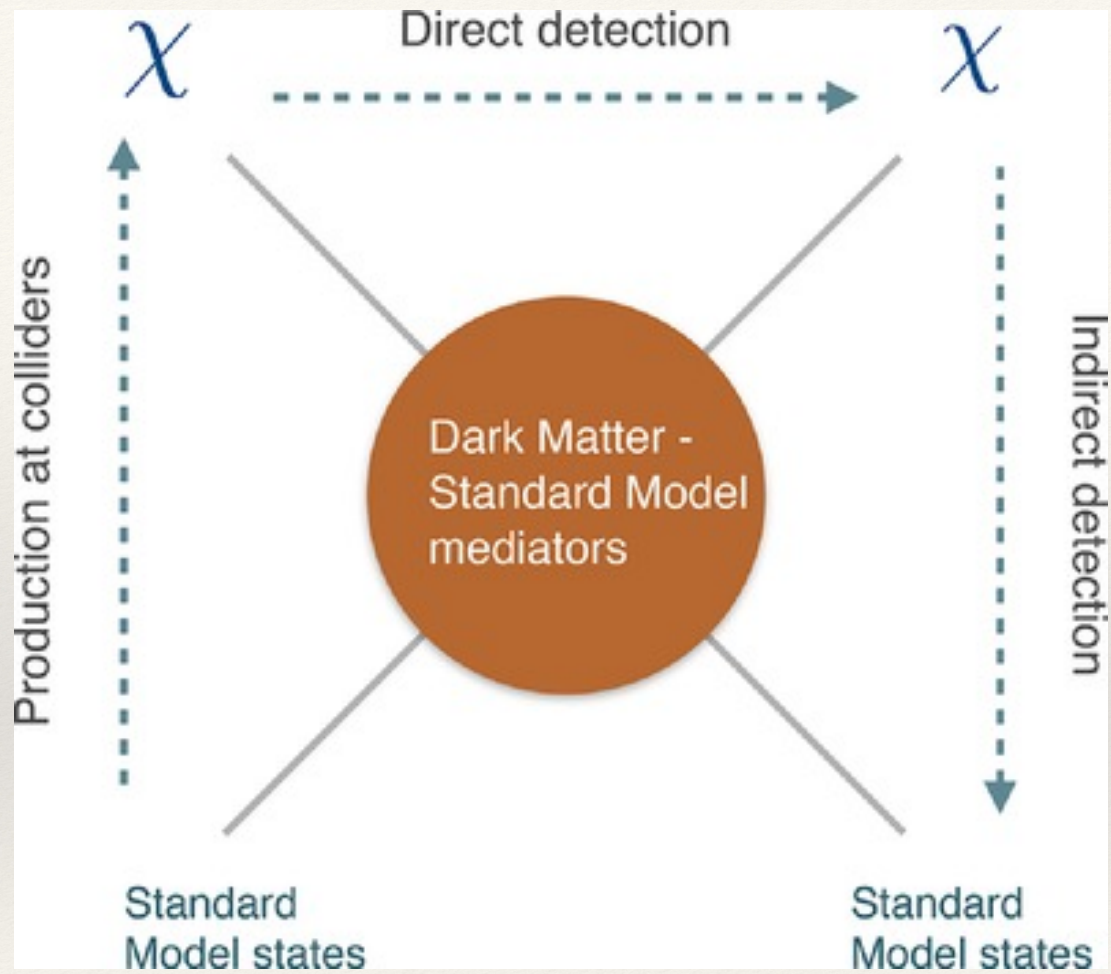 Direct detection
χ
χ
Production at colliders
Dark Matter -
Standard Model
mediators
Indirect detection
Standard
Model states
Standard
Model states